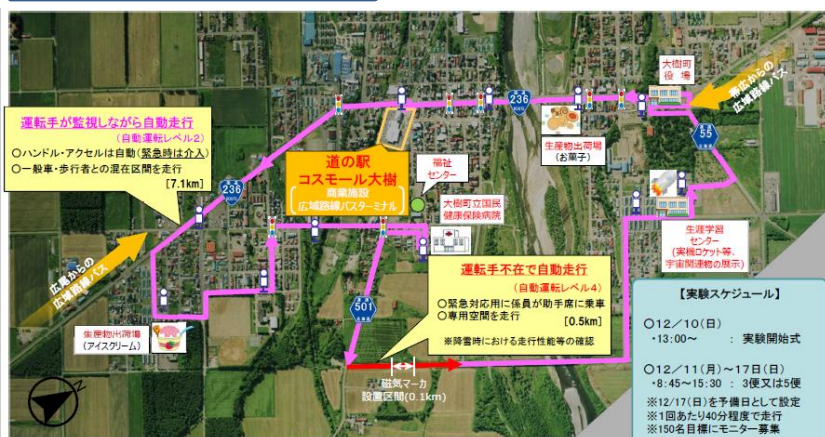 運転手が監視しながら自動走行
(自動運転レベル2)
○ハンドル・アクセルは自動(緊急時は介入)
○一般車・歩行者との混在区間を走行
[7.1km]
236
道の駅
コスモール大樹
商業施設
広域路線バスターミナル
福祉
センター
大樹町立国民
健康保険病院
236
生産物出荷場
(お菓子)
大樹町
役場
帯広からの
広域路線バス
55
生涯学習
センター
(実機ロケット等、
宇宙関連物の展示)
広尾からの
広域路線バス
生産物出荷場
(アイスクリーム)
501
運転手不在で自動走行
(自動運転レベル4)
○緊急対応用に係員が助手席に乗車
○専用空間を走行
[0.5km]
※降雪時における走行性能等の確認
磁気マーカ
設置区間(0.1km)
【実験スケジュール】
○12/10(日)
・13:00~ : 実験開始式
○12/11(月)~17日(日)
・8:45~15:30 : 3便又は5便
※12/17(日)を予備日として設定
※1回あたり40分程度で走行
※150名目標にモニター募集